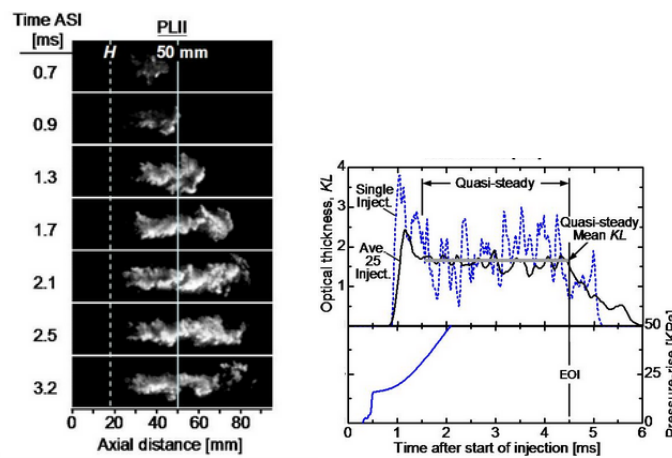 Time ASI
[ms]
PLII
H
50 mm
0.7
0.9
1.3
1.7
2.1
2.5
3.2
0 20 40 60 80
Axial distance [mm]
Optical thickness, KL
4
3
2
1
Single
Inject.
Ave
25
Inject.
Quasi-steady
Quasi-steady
Mean KL
50
25
0
Pressure rise [KPa]
EOI
0 1 2 3 4 5 6
Time after start of injection [ms]